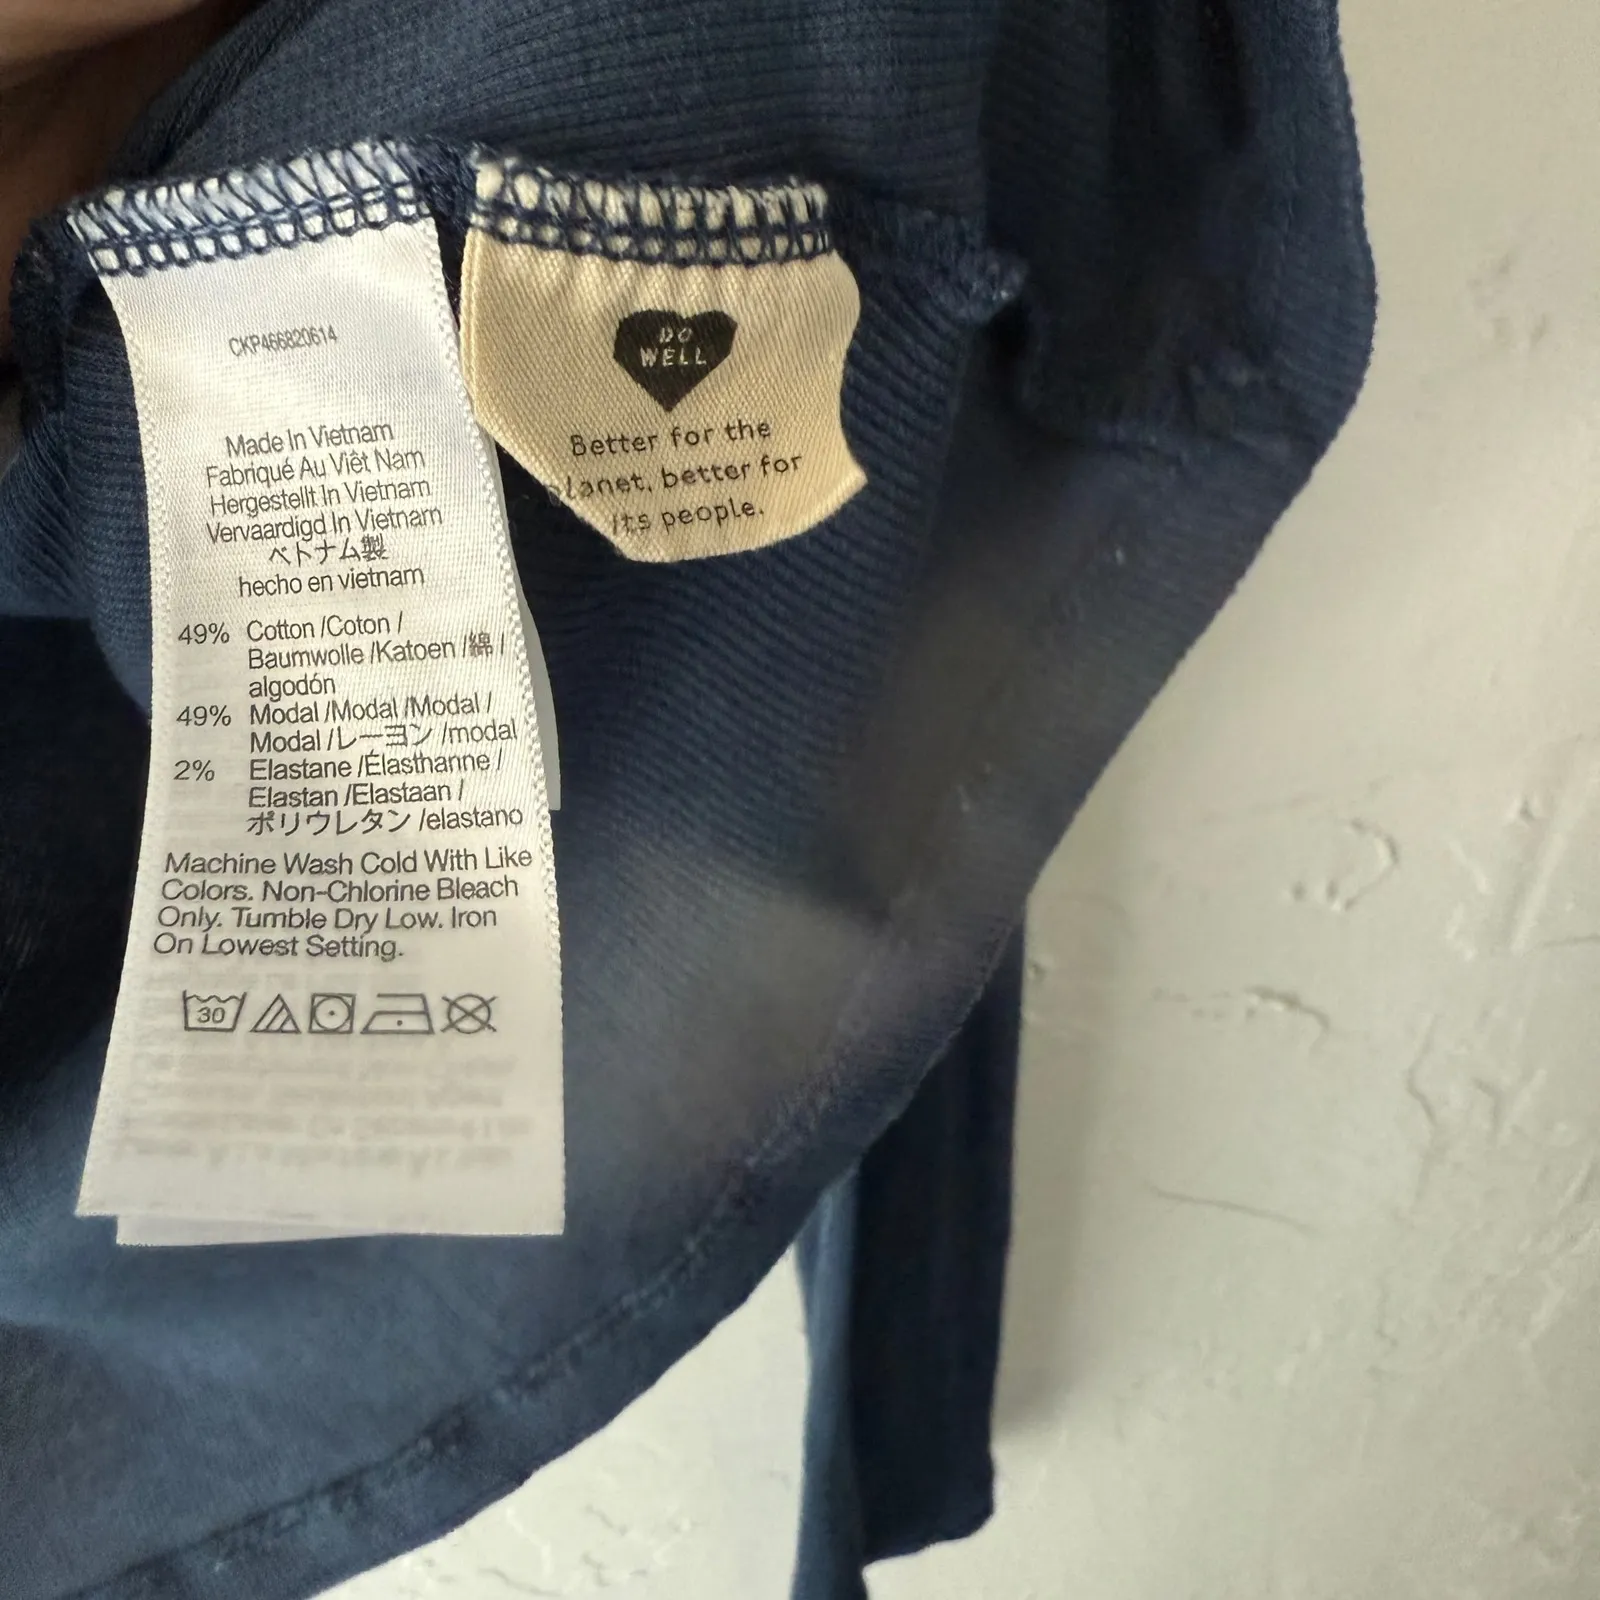 CKP466820614
Made In Vietnam
Fabriqué Au Viêt Nam
Hergestellt In Vietnam
Vervaardigd In Vietnam
ベトナム製
hecho en vietnam
49% Cotton /Coton /
Baumwolle /Katoen /綿 /
algodón
49% Modal /Modal /Modal /
Modal /レーヨン /modal
2% Elastane /Élasthanne /
Elastan /Elastaan /
ポリウレタン /elastano
Machine Wash Cold With Like
Colors. Non-Chlorine Bleach
Only. Tumble Dry Low. Iron
On Lowest Setting.
30
DO
WELL
Better for the
planet, better for
its people.